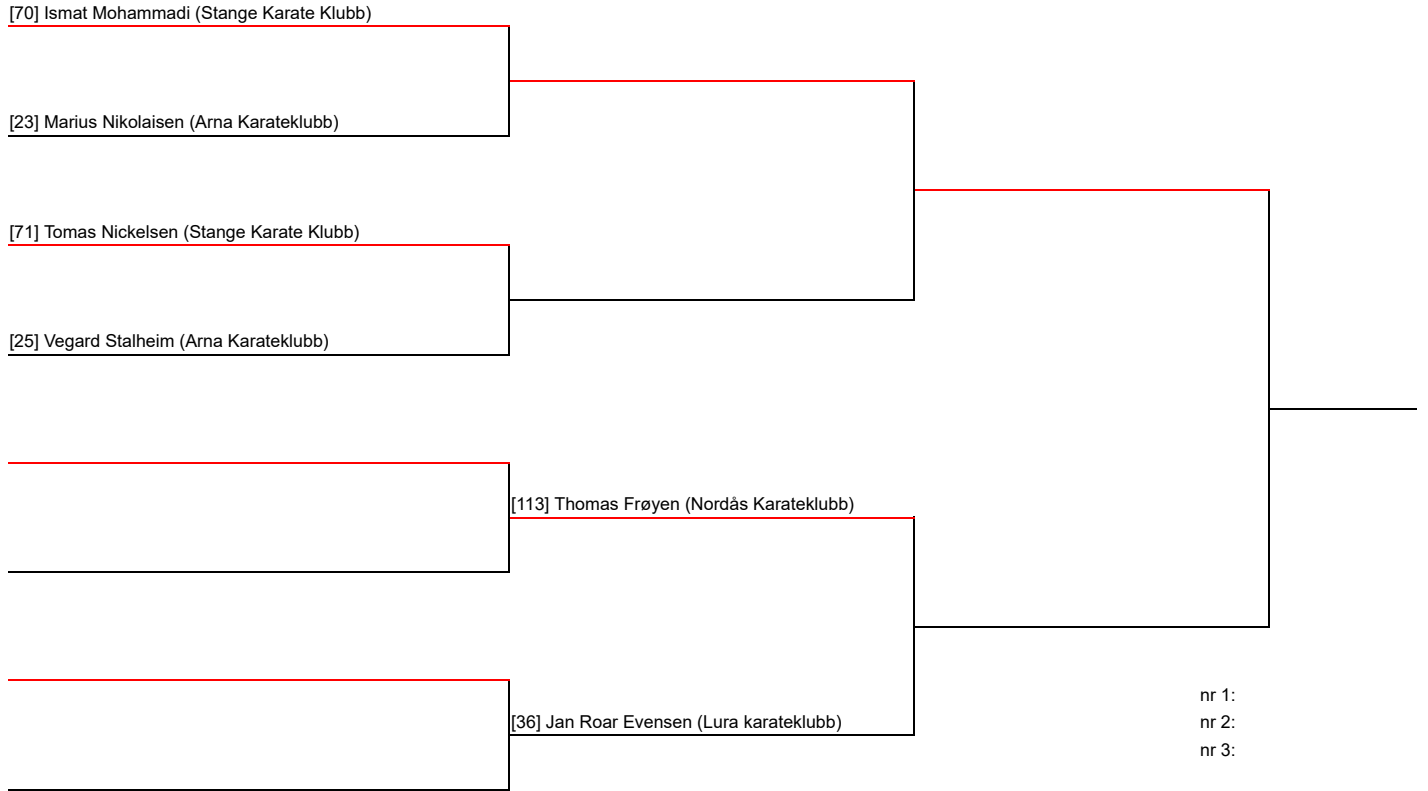 [70] Ismat Mohammadi (Stange Karate Klubb)
[23] Marius Nikolaisen (Arna Karateklubb)
[71] Tomas Nickelsen (Stange Karate Klubb)
[25] Vegard Stalheim (Arna Karateklubb)
[113] Thomas Frøyen (Nordås Karateklubb)
[36] Jan Roar Evensen (Lura karateklubb)
nr 1:
nr 2:
nr 3: